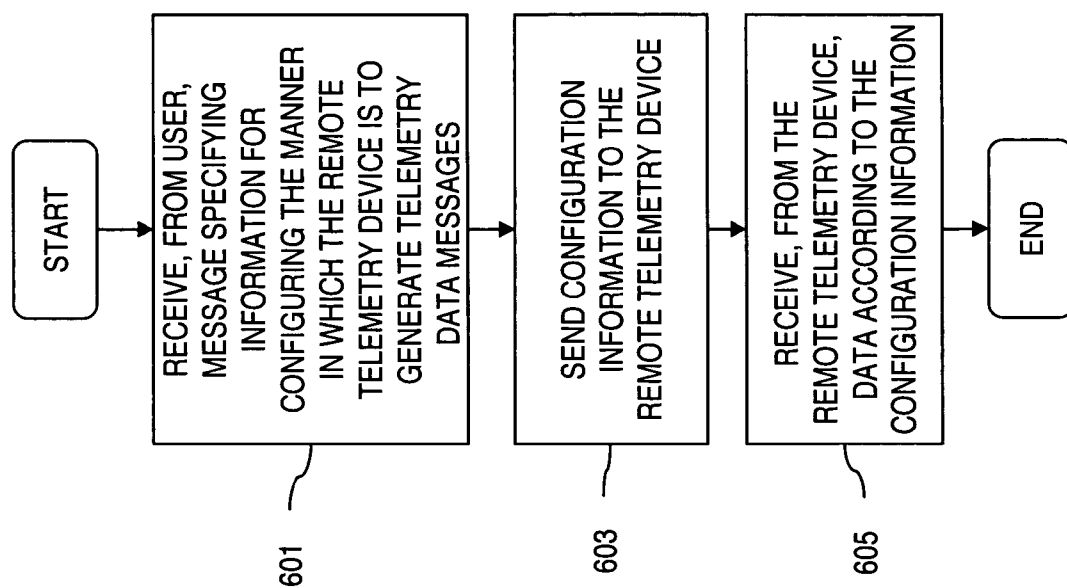 START
RECEIVE, FROM USER,
MESSAGE SPECIFYING
INFORMATION FOR
CONFIGURING THE MANNER
IN WHICH THE REMOTE
TELEMETRY DEVICE IS TO
GENERATE TELEMETRY
DATA MESSAGES
601
SEND CONFIGURATION
INFORMATION TO THE
REMOTE TELEMETRY DEVICE
603
RECEIVE, FROM THE
REMOTE TELEMETRY DEVICE,
DATA ACCORDING TO THE
CONFIGURATION INFORMATION
605
END